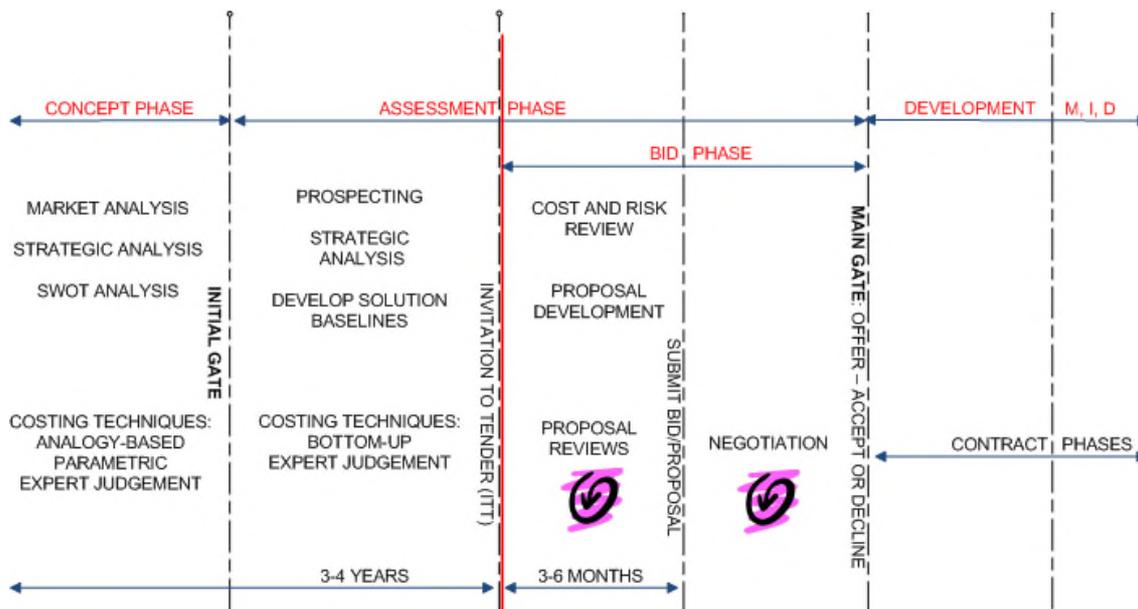 CONCEPT PHASE
ASSESSMENT PHASE
DEVELOPMENT
M, I, D
BID PHASE
MARKET ANALYSIS
STRATEGIC ANALYSIS
SWOT ANALYSIS
COSTING TECHNIQUES:
ANALOGY-BASED
PARAMETRIC
EXPERT JUDGEMENT
INITIAL GATE
PROSPECTING
STRATEGIC
ANALYSIS
DEVELOP SOLUTION
BASELINES
COSTING TECHNIQUES:
BOTTOM-UP
EXPERT JUDGEMENT
INVITATION TO TENDER (ITT)
COST AND RISK
REVIEW
PROPOSAL
DEVELOPMENT
PROPOSAL
REVIEWS
SUBMIT BID/PROPOSAL
NEGOTIATION
MAIN GATE: OFFER – ACCEPT OR DECLINE
CONTRACT PHASES
3-4 YEARS
3-6 MONTHS